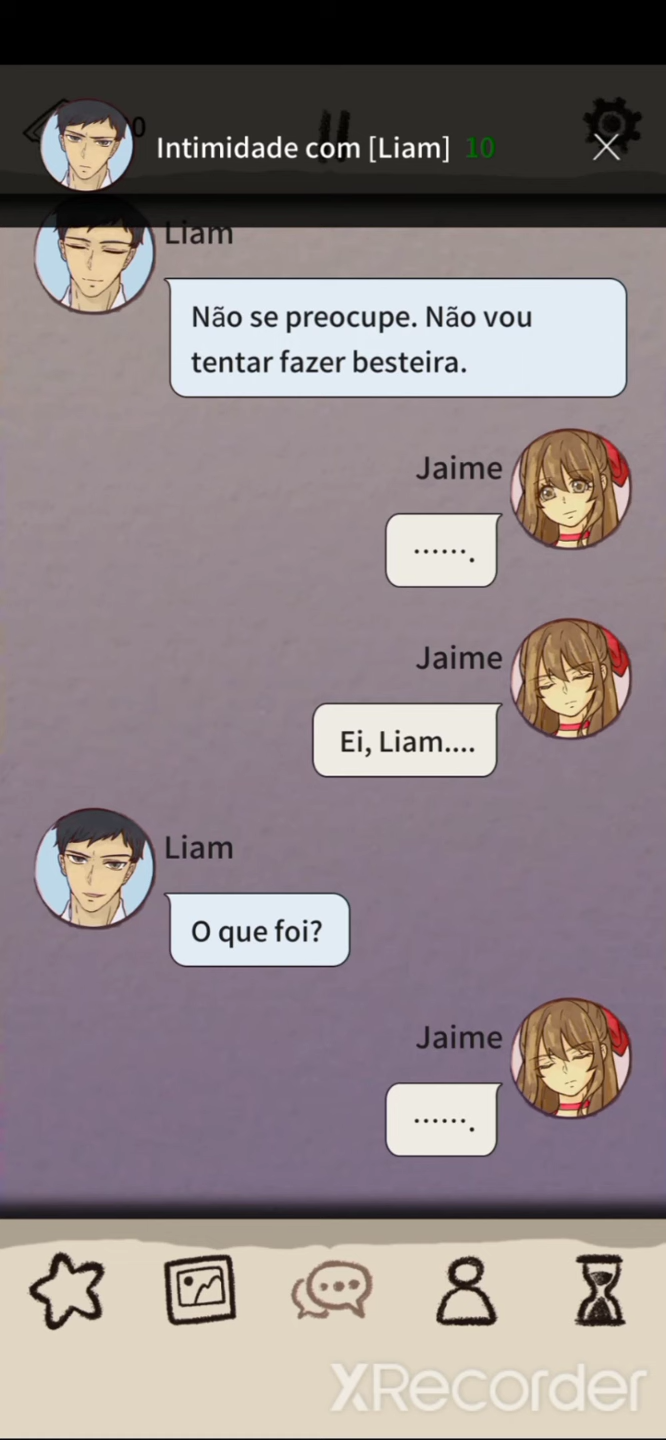 0
Intimidade com [Liam] 10
Liam
Não se preocupe. Não vou
tentar fazer besteira.
Jaime
.......
Jaime
Ei, Liam....
Liam
O que foi?
Jaime
.......
XRecorder